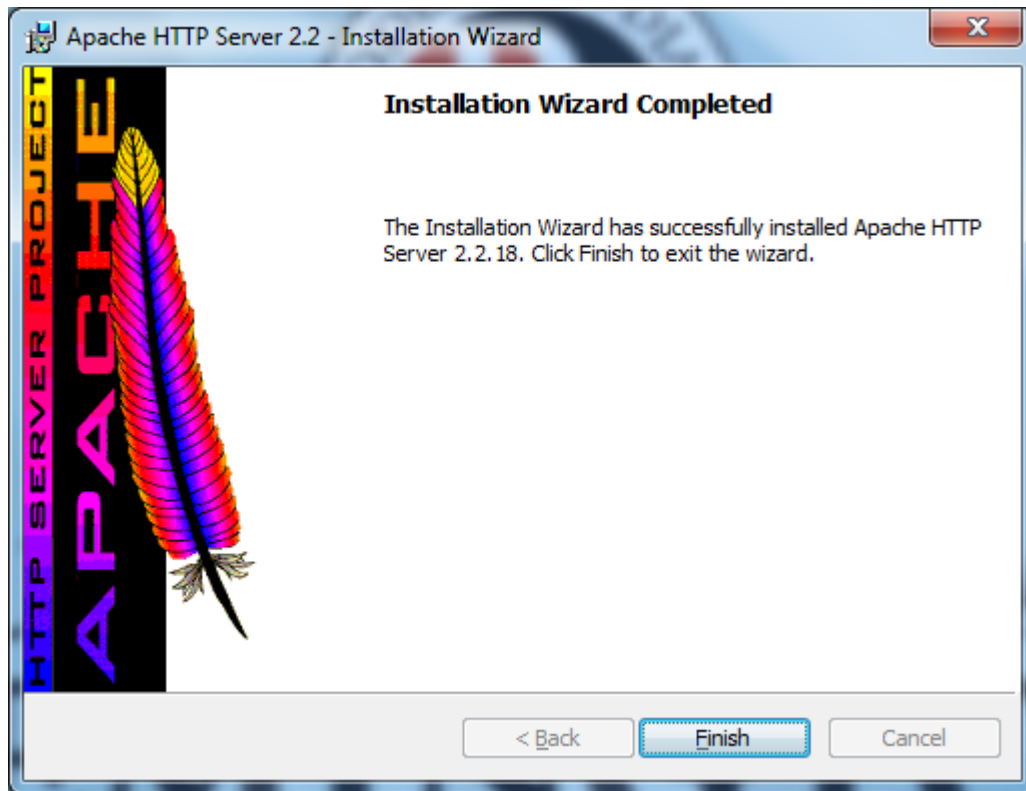 Apache HTTP Server 2.2 - Installation Wizard
HTTP SERVER PROJECT
APACHE
Installation Wizard Completed
The Installation Wizard has successfully installed Apache HTTP
Server 2.2.18. Click Finish to exit the wizard.
< Back
Finish
Cancel